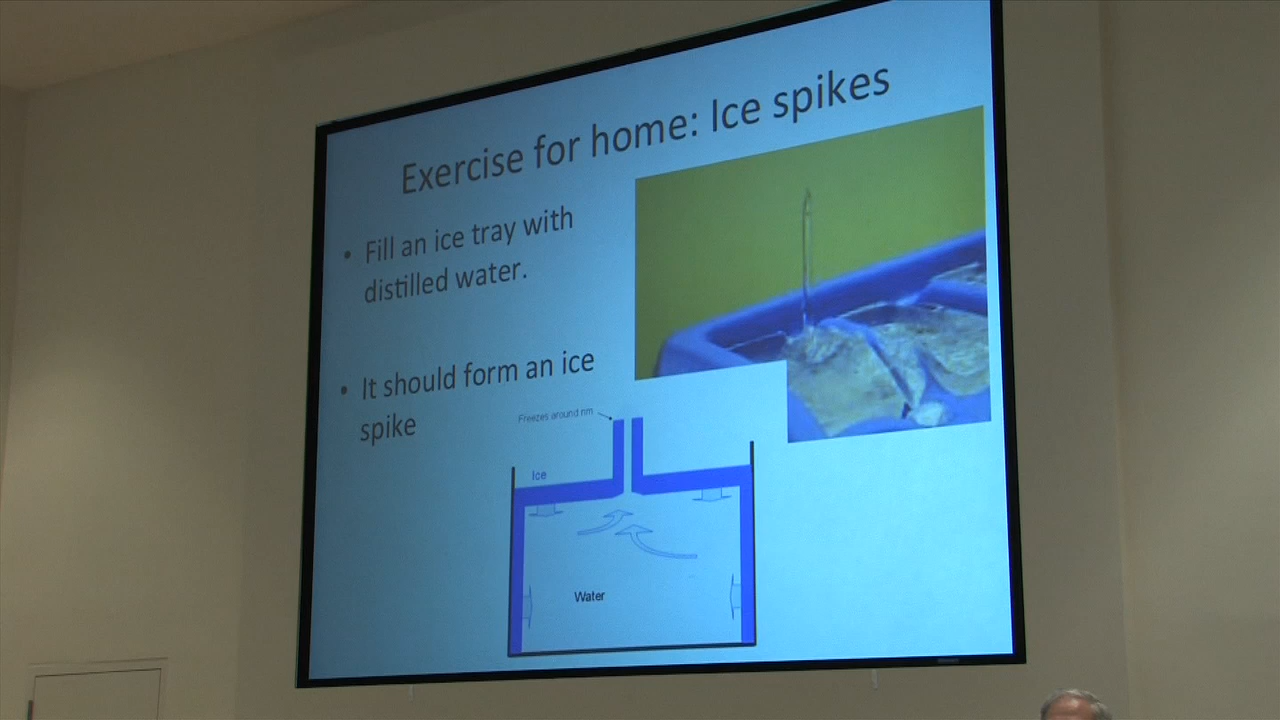 Exercise for home: Ice spikes
• Fill an ice tray with
distilled water.
• It should form an ice
spike
Freezes around rim
Ice
Water